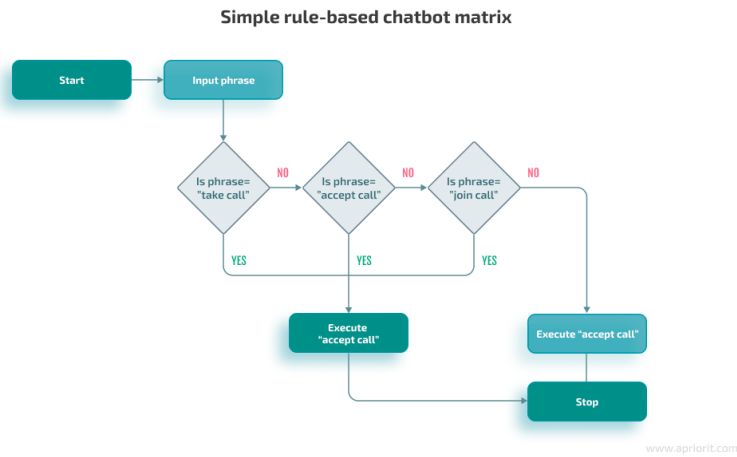 Simple rule-based chatbot matrix
Start
Input phrase
Is phrase=
"take call"
NO
Is phrase=
"accept call"
NO
Is phrase=
"join call"
NO
YES
YES
YES
Execute
"accept call"
Execute "accept call"
Stop
www.apriorit.com